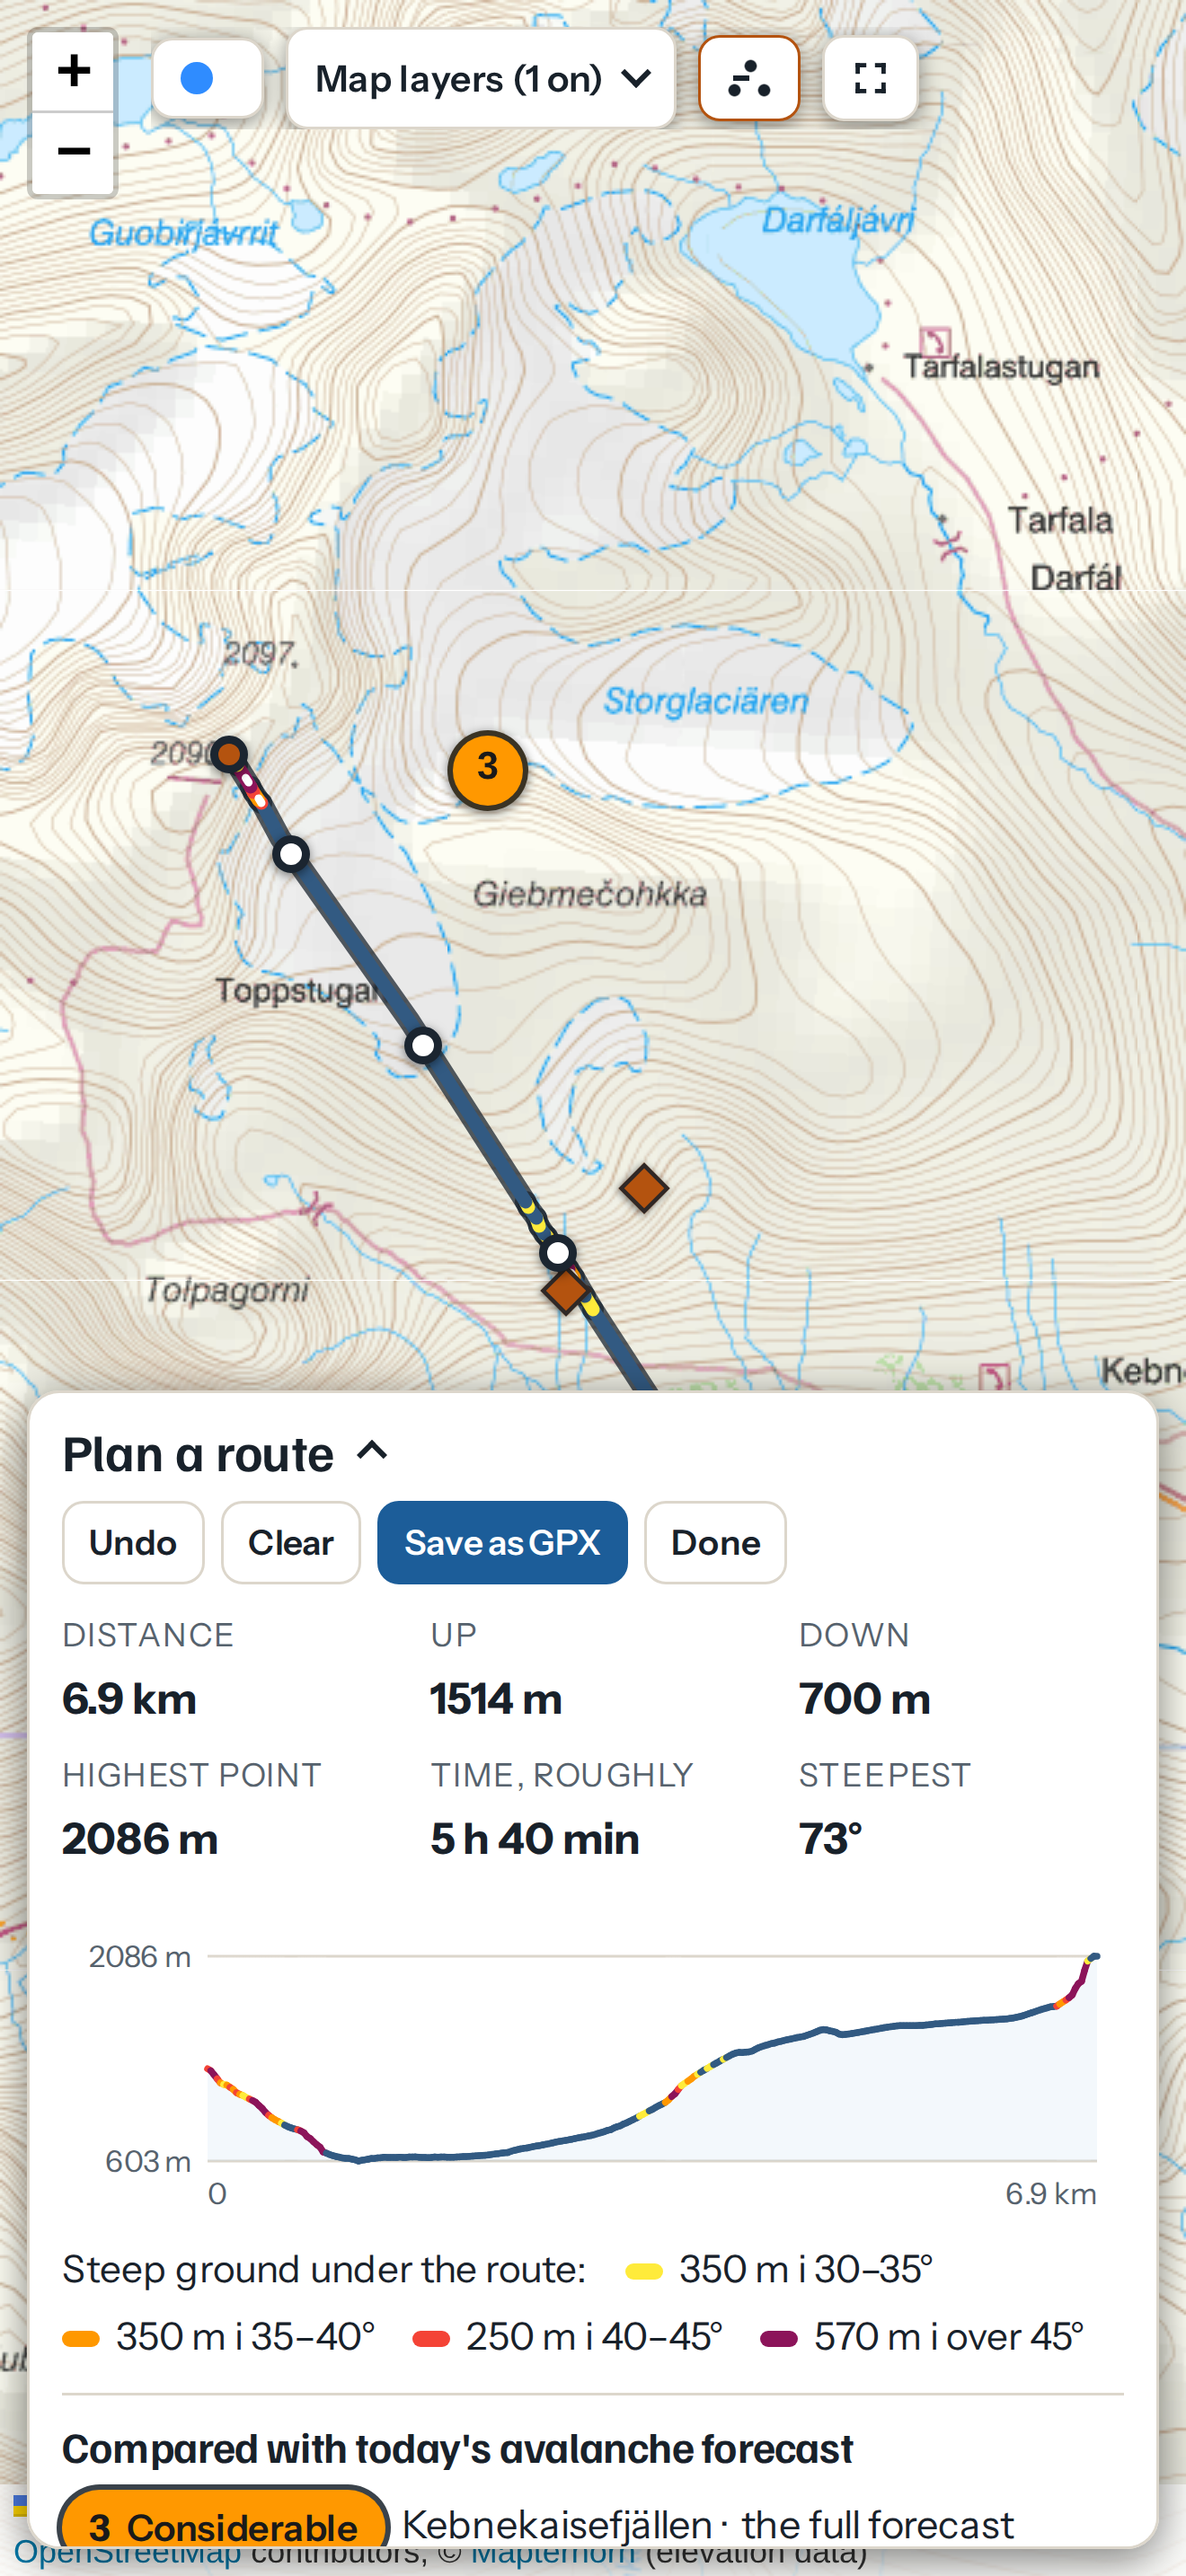 +
−
Map layers (1 on)
Guobirjávrrit
Darfáljávri
Tarfalastugan
Tarfala
Darfál
2097
Storglaciären
209
3
Giebmečohkka
Toppstugan
Tolpagorni
Kebn
Plan a route
Undo Clear Save as GPX Done
DISTANCE UP DOWN
6.9 km 1514 m 700 m
HIGHEST POINT TIME, ROUGHLY STEEPEST
2086 m 5 h 40 min 73°
2086 m
603 m
0 6.9 km
Steep ground under the route: 350 m i 30–35°
350 m i 35–40° 250 m i 40–45° 570 m i over 45°
Compared with today's avalanche forecast
3 Considerable Kebnekaisefjällen · the full forecast
OpenStreetMap contributors, © Mapterhorn (elevation data)